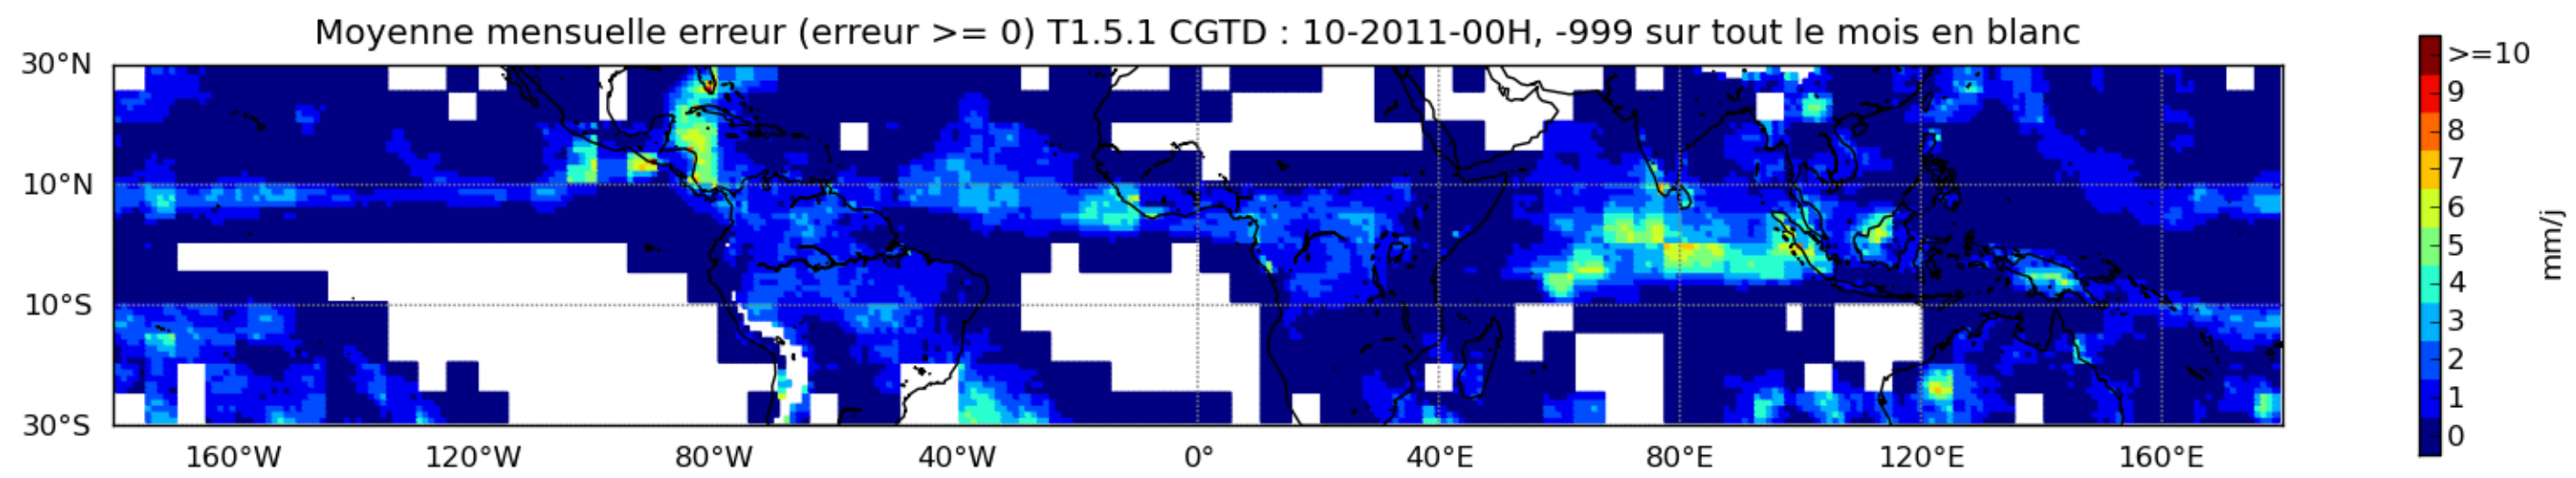 Moyenne mensuelle erreur (erreur >= 0) T1.5.1 CGTD : 10-2011-00H, -999 sur tout le mois en blanc
30°N
10°N
10°S
30°S
160°W 120°W 80°W 40°W 0° 40°E 80°E 120°E 160°E
>=10
9
8
7
6
5
4
3
2
1
0
mm/j